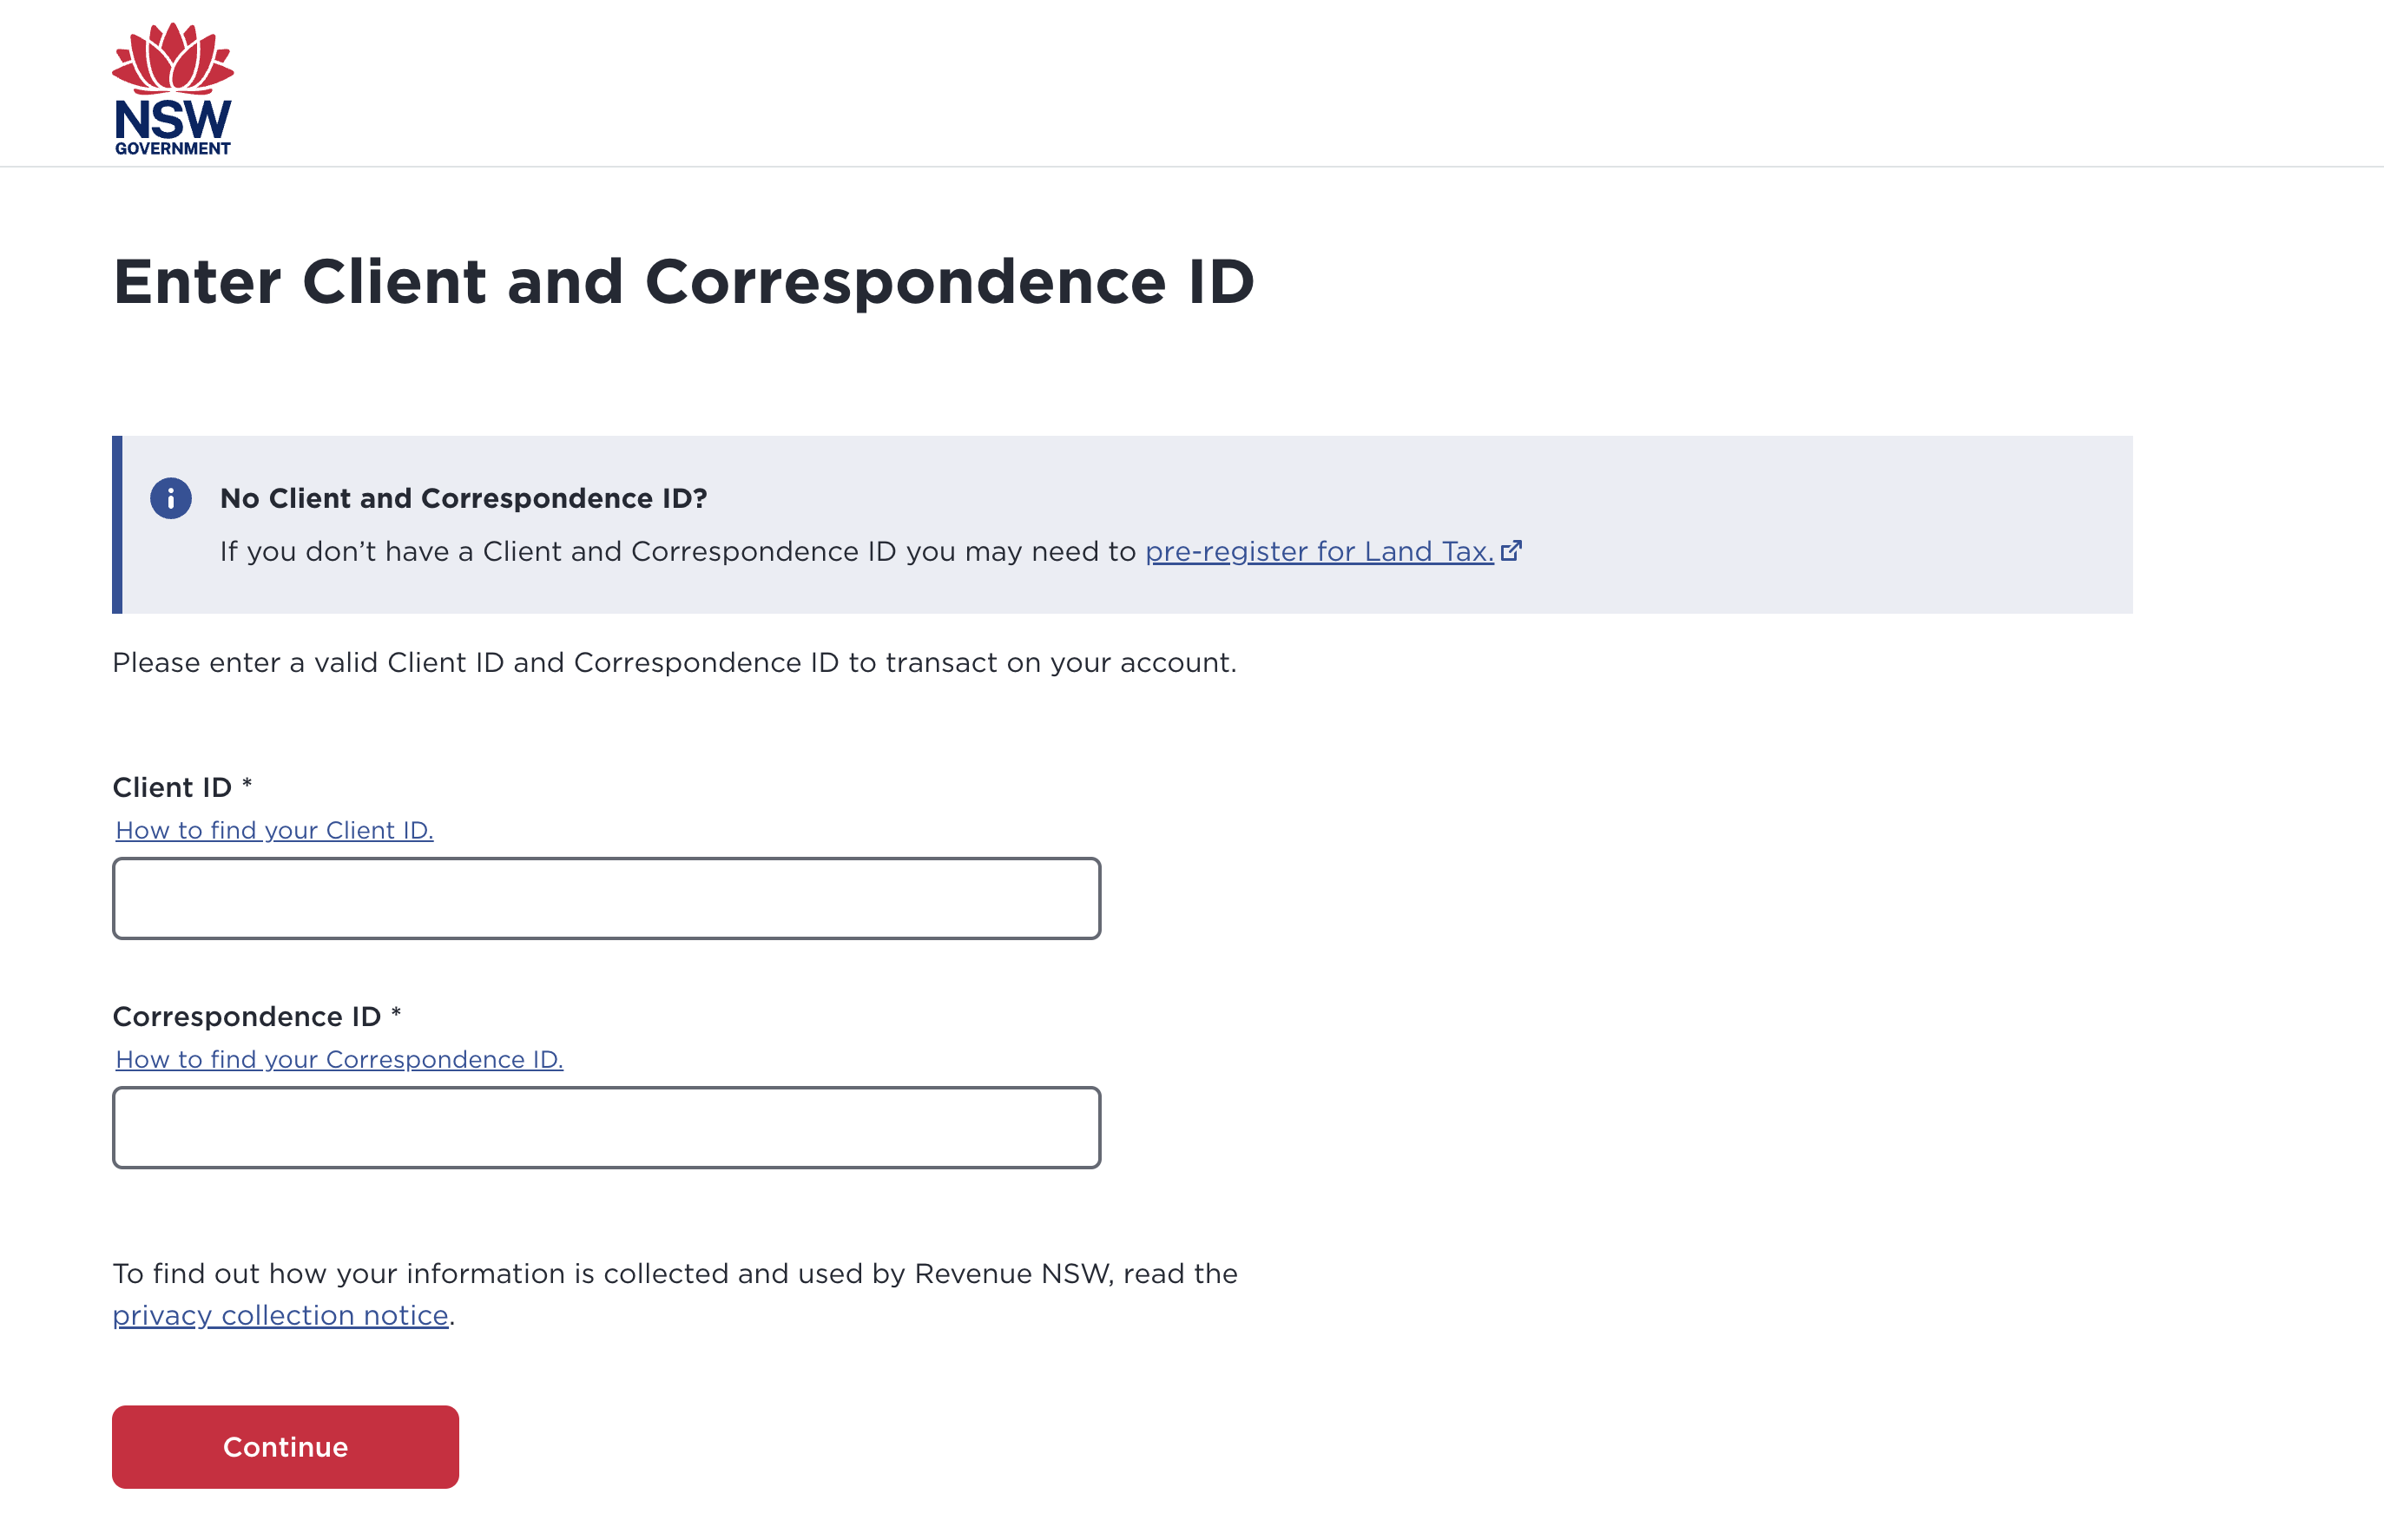 NSW
GOVERNMENT
Enter Client and Correspondence ID
No Client and Correspondence ID?
If you don’t have a Client and Correspondence ID you may need to pre-register for Land Tax.
Please enter a valid Client ID and Correspondence ID to transact on your account.
Client ID *
How to find your Client ID.
Correspondence ID *
How to find your Correspondence ID.
To find out how your information is collected and used by Revenue NSW, read the
privacy collection notice.
Continue